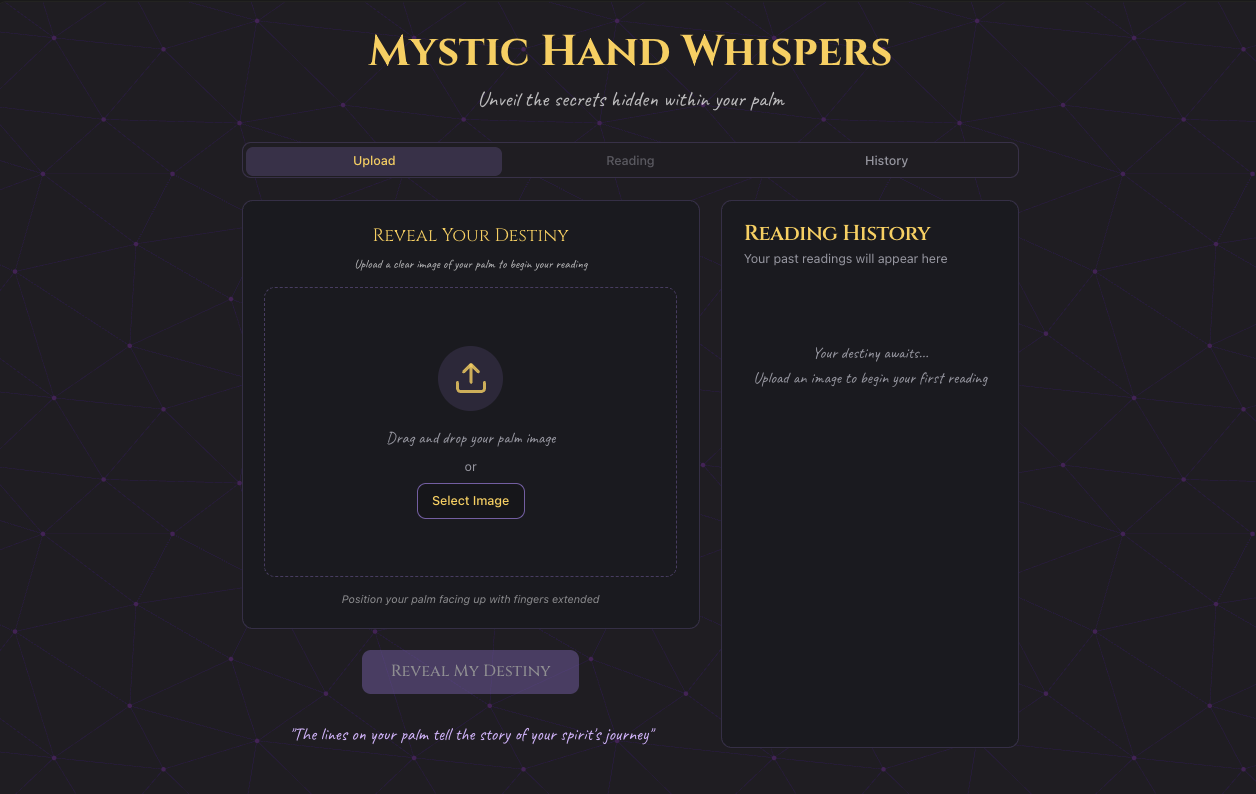 Mystic Hand Whispers
Unveil the secrets hidden within your palm
Upload
Reading
History
Reveal Your Destiny
Upload a clear image of your palm to begin your reading
Drag and drop your palm image
or
Select Image
Position your palm facing up with fingers extended
Reveal My Destiny
"The lines on your palm tell the story of your spirit's journey"
Reading History
Your past readings will appear here
Your destiny awaits...
Upload an image to begin your first reading